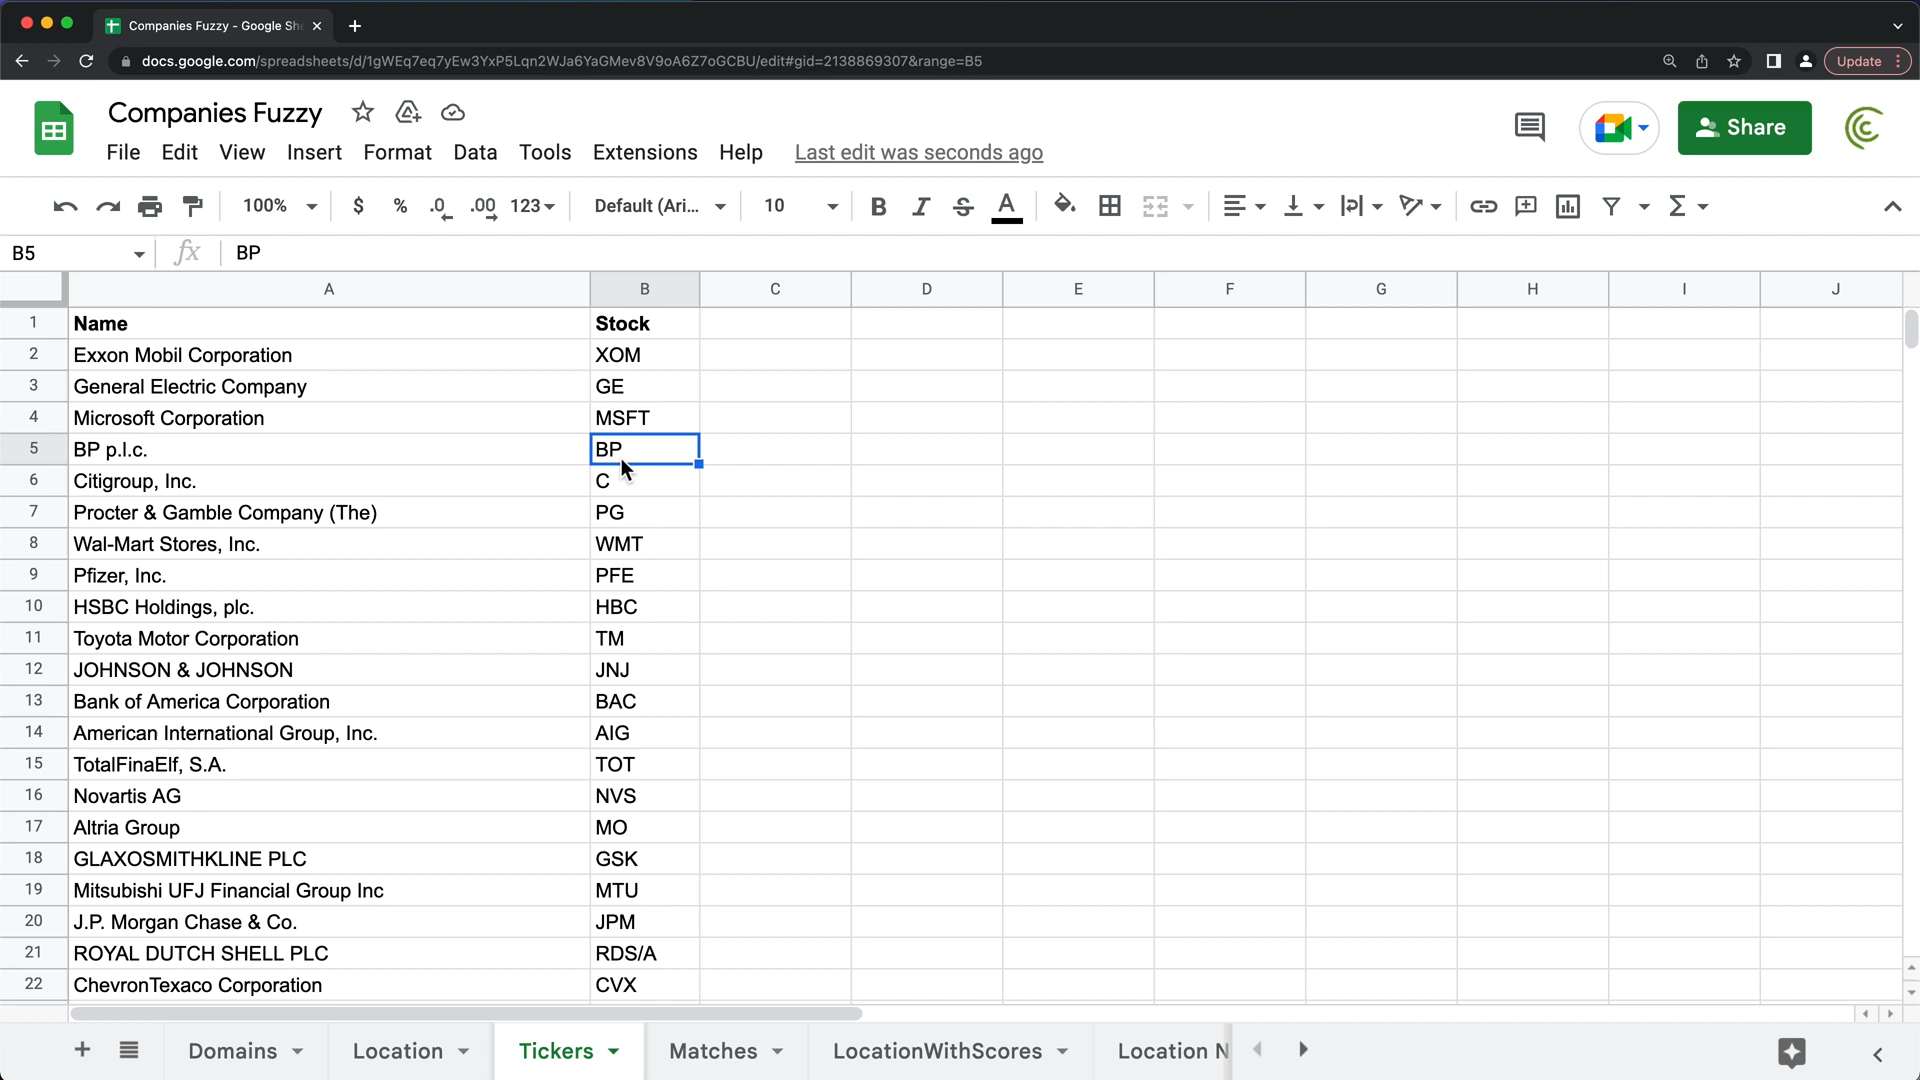 Companies Fuzzy - Google Sh
docs.google.com/spreadsheets/d/1gWEq7eq7yEw3YxP5Lqn2WJa6YaGMev8V9oA6Z7oGCBU/edit#gid=2138869307&range=B5
Update
Companies Fuzzy
Share
File Edit View Insert Format Data Tools Extensions Help Last edit was seconds ago
100% $ % .0 .00 123 Default (Ari... 10 B I S A Σ
B5 fx BP
A B C D E F G H I J
1 Name Stock
2 Exxon Mobil Corporation XOM
3 General Electric Company GE
4 Microsoft Corporation MSFT
5 BP p.l.c. BP
6 Citigroup, Inc. C
7 Procter & Gamble Company (The) PG
8 Wal-Mart Stores, Inc. WMT
9 Pfizer, Inc. PFE
10 HSBC Holdings, plc. HBC
11 Toyota Motor Corporation TM
12 JOHNSON & JOHNSON JNJ
13 Bank of America Corporation BAC
14 American International Group, Inc. AIG
15 TotalFinaElf, S.A. TOT
16 Novartis AG NVS
17 Altria Group MO
18 GLAXOSMITHKLINE PLC GSK
19 Mitsubishi UFJ Financial Group Inc MTU
20 J.P. Morgan Chase & Co. JPM
21 ROYAL DUTCH SHELL PLC RDS/A
22 ChevronTexaco Corporation CVX
Domains Location Tickers Matches LocationWithScores Location N